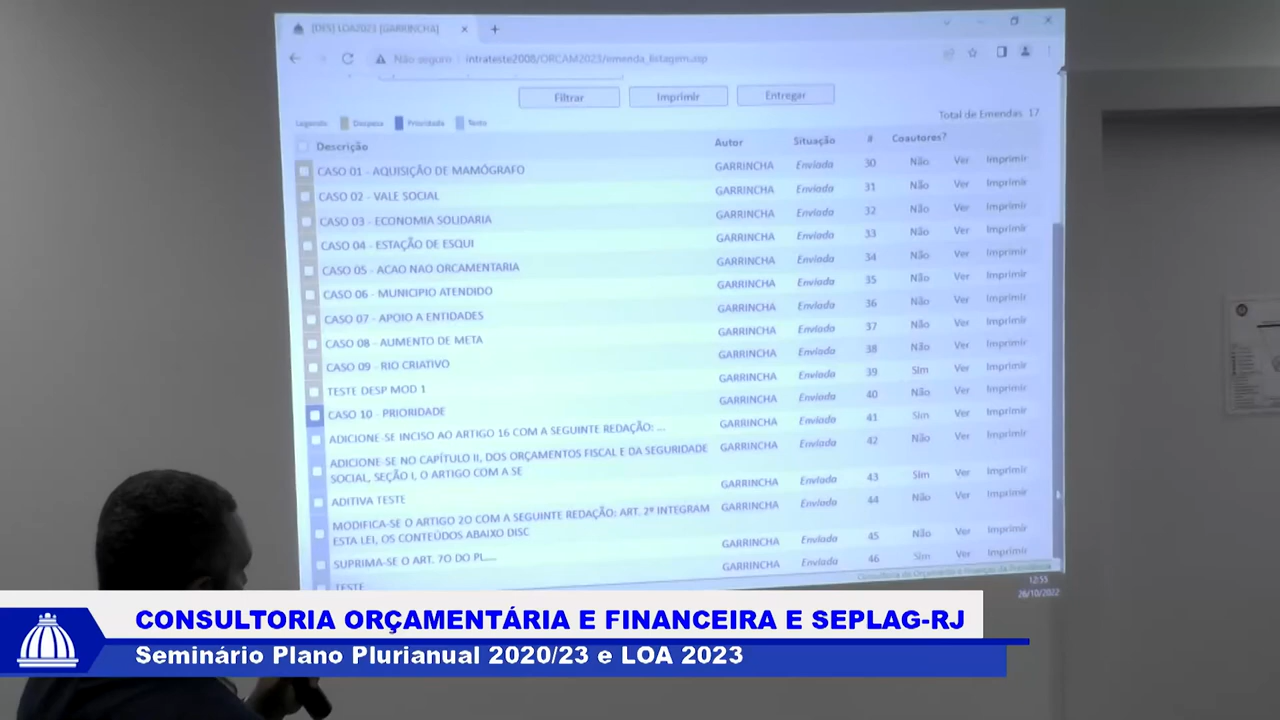 (DES) LOA2023 [GARRINCHA]
Não seguro intrateste2008/ORCAM2023/emenda_listagem.asp
Filtrar Imprimir Entregar
Legenda: Despesa Prioridade Texto Total de Emendas 17
Descrição Autor Situação # Coautores?
CASO 01 - AQUISIÇÃO DE MAMÓGRAFO GARRINCHA Enviada 30 Não Ver Imprimir
CASO 02 - VALE SOCIAL GARRINCHA Enviada 31 Não Ver Imprimir
CASO 03 - ECONOMIA SOLIDARIA GARRINCHA Enviada 32 Não Ver Imprimir
CASO 04 - ESTAÇÃO DE ESQUI GARRINCHA Enviada 33 Não Ver Imprimir
CASO 05 - ACAO NAO ORCAMENTARIA GARRINCHA Enviada 34 Não Ver Imprimir
CASO 06 - MUNICIPIO ATENDIDO GARRINCHA Enviada 35 Não Ver Imprimir
CASO 07 - APOIO A ENTIDADES GARRINCHA Enviada 36 Não Ver Imprimir
CASO 08 - AUMENTO DE META GARRINCHA Enviada 37 Não Ver Imprimir
CASO 09 - RIO CRIATIVO GARRINCHA Enviada 38 Não Ver Imprimir
TESTE DESP MOD 1 GARRINCHA Enviada 39 Sim Ver Imprimir
CASO 10 - PRIORIDADE GARRINCHA Enviada 40 Não Ver Imprimir
ADICIONE-SE INCISO AO ARTIGO 16 COM A SEGUINTE REDAÇÃO: ... GARRINCHA Enviada 41 Sim Ver Imprimir
ADICIONE-SE NO CAPÍTULO II, DOS ORÇAMENTOS FISCAL E DA SEGURIDADE GARRINCHA Enviada 42 Não Ver Imprimir
SOCIAL, SEÇÃO I, O ARTIGO COM A SE
ADITIVA TESTE GARRINCHA Enviada 43 Sim Ver Imprimir
MODIFICA-SE O ARTIGO 2O COM A SEGUINTE REDAÇÃO: ART. 2º INTEGRAM GARRINCHA Enviada 44 Não Ver Imprimir
ESTA LEI, OS CONTEÚDOS ABAIXO DISC
SUPRIMA-SE O ART. 7O DO PL.... GARRINCHA Enviada 45 Não Ver Imprimir
TESTE GARRINCHA Enviada 46 Sim Ver Imprimir
Consultoria de Orçamento e Finanças da Presidência
12:55
26/10/2022
CONSULTORIA ORÇAMENTÁRIA E FINANCEIRA E SEPLAG-RJ
Seminário Plano Plurianual 2020/23 e LOA 2023